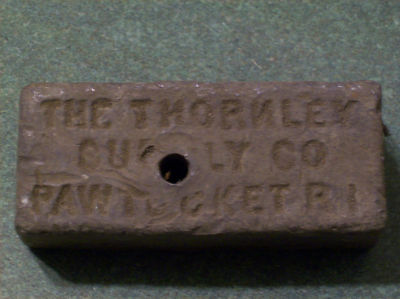 THE THORNLEY
SUPPLY CO
PAWTUCKET R I